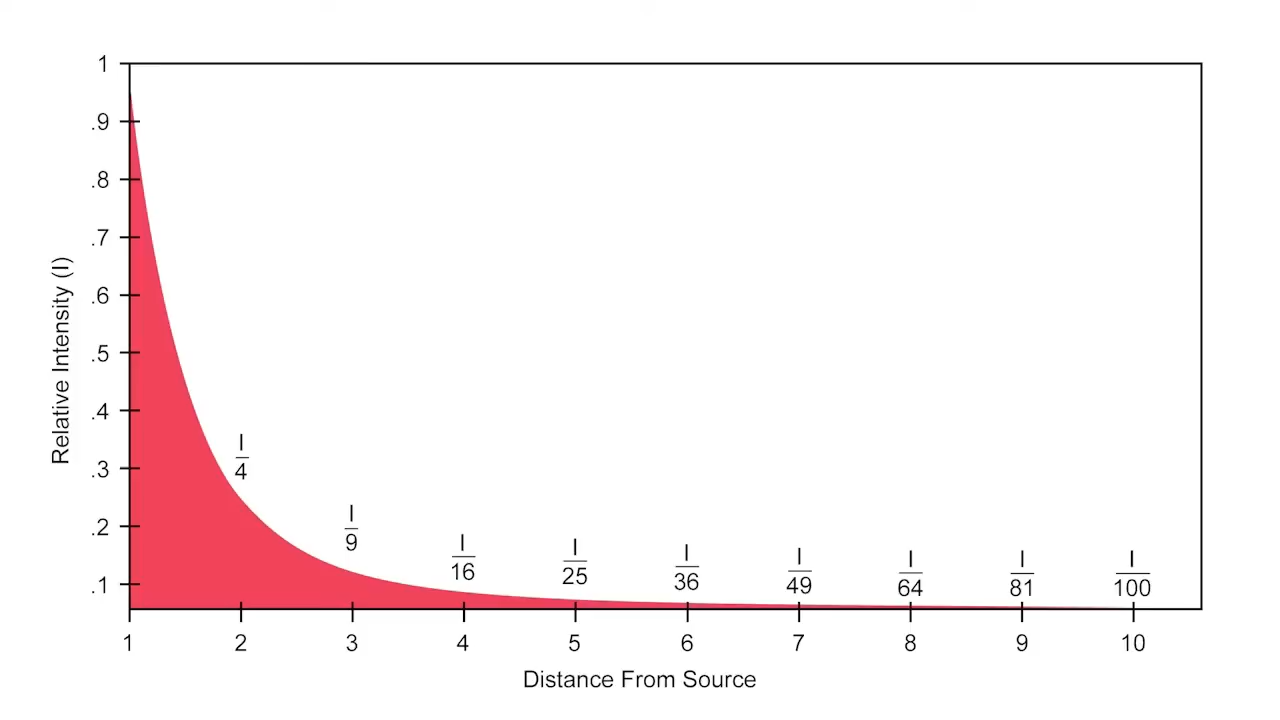 1
.9
.8
.7
.6
.5
.4
.3
.2
.1
Relative Intensity (I)
I
4
I
9
I
16
I
25
I
36
I
49
I
64
I
81
I
100
1 2 3 4 5 6 7 8 9 10
Distance From Source